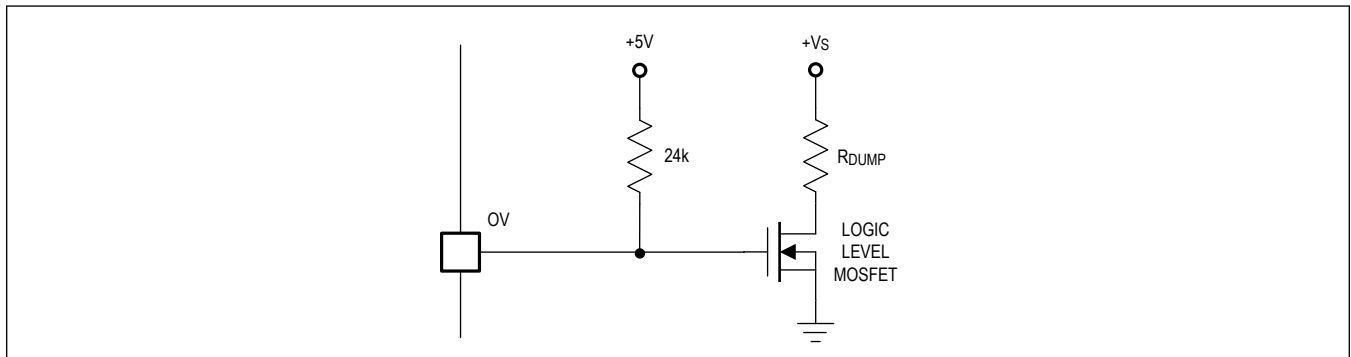 +5V
+VS
24k
RDUMP
OV
LOGIC
LEVEL
MOSFET